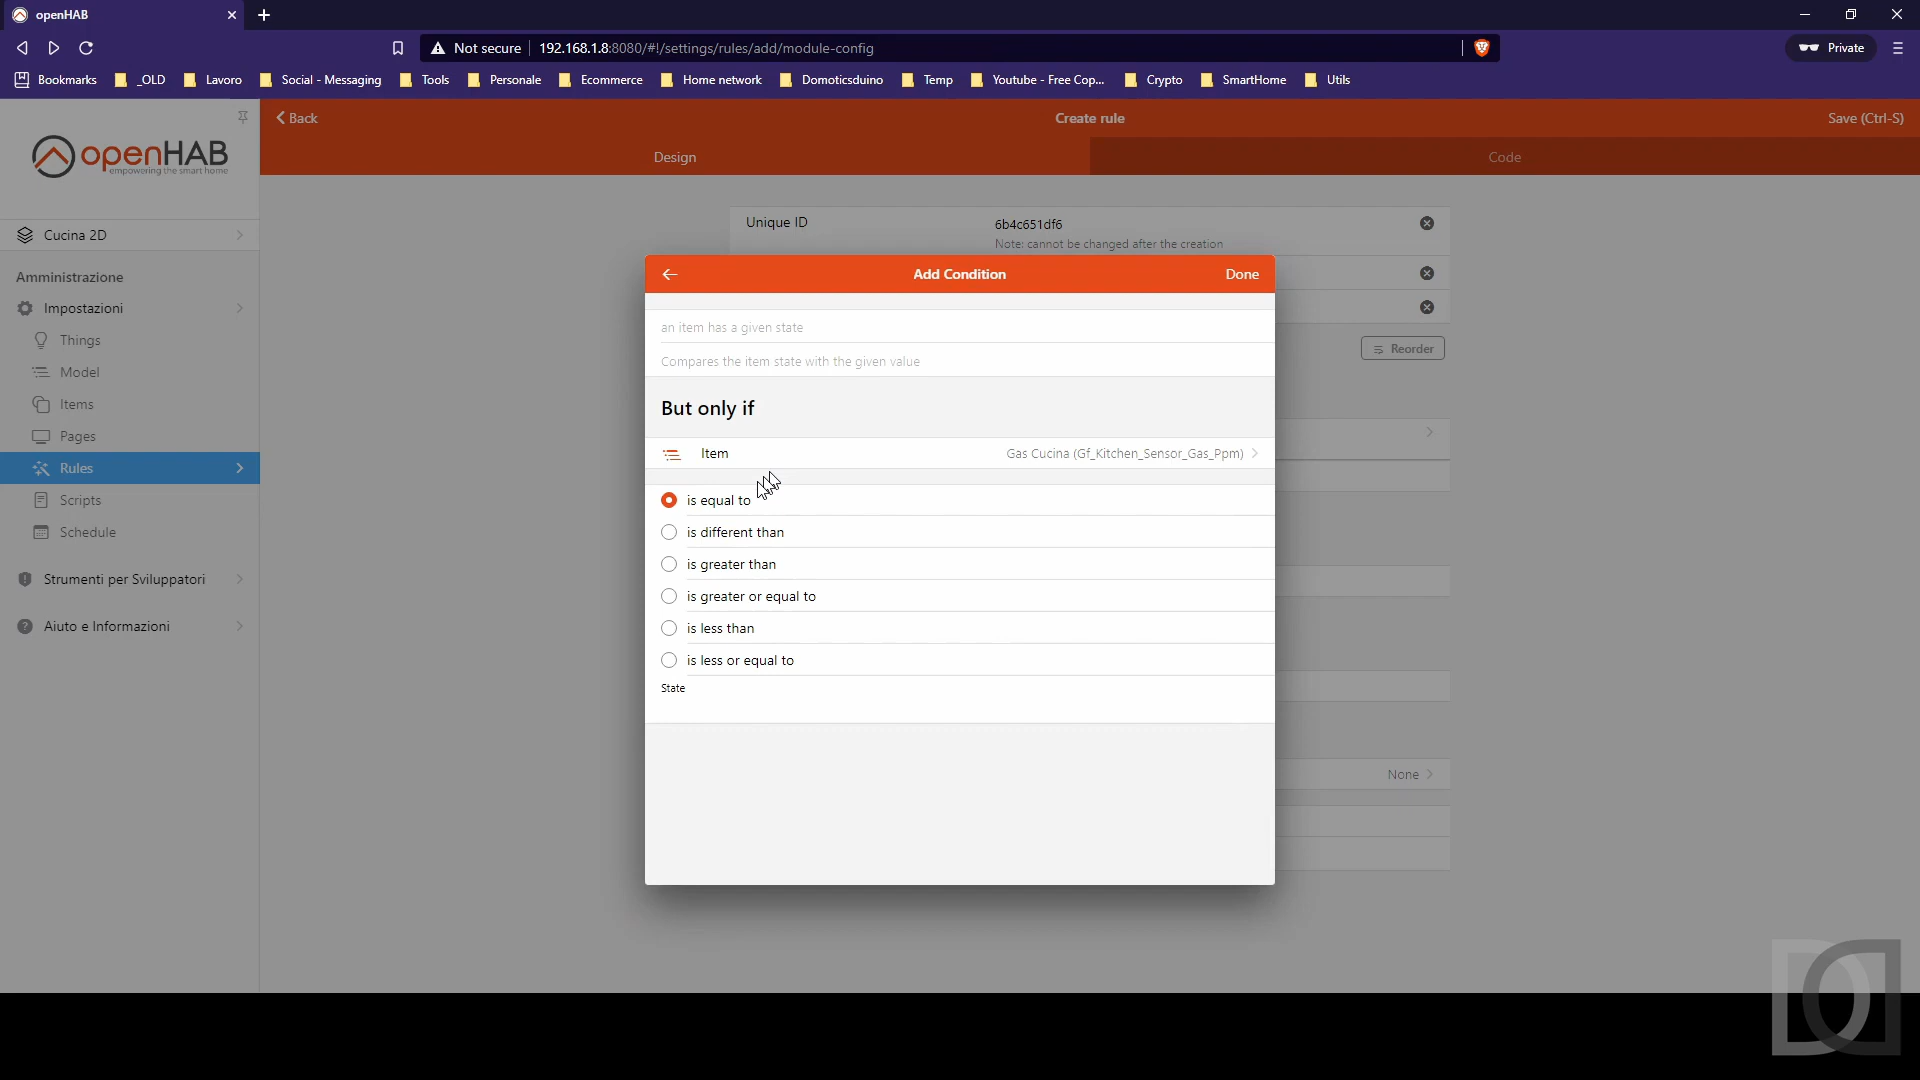 openHAB
Not secure
192.168.1.8:8080/#!/settings/rules/add/module-config
Private
Bookmarks
_OLD
Lavoro
Social - Messaging
Tools
Personale
Ecommerce
Home network
Domoticsduino
Temp
Youtube - Free Cop...
Crypto
SmartHome
Utils
Back
Create rule
Save (Ctrl-S)
Design
Code
openHAB
empowering the smart home
Cucina 2D
Amministrazione
Impostazioni
Things
Model
Items
Pages
Rules
Scripts
Schedule
Strumenti per Sviluppatori
Aiuto e Informazioni
Unique ID
6b4c651df6
Note: cannot be changed after the creation
Reorder
None
Add Condition
Done
an item has a given state
Compares the item state with the given value
But only if
Item
Gas Cucina (Gf_Kitchen_Sensor_Gas_Ppm)
is equal to
is different than
is greater than
is greater or equal to
is less than
is less or equal to
State